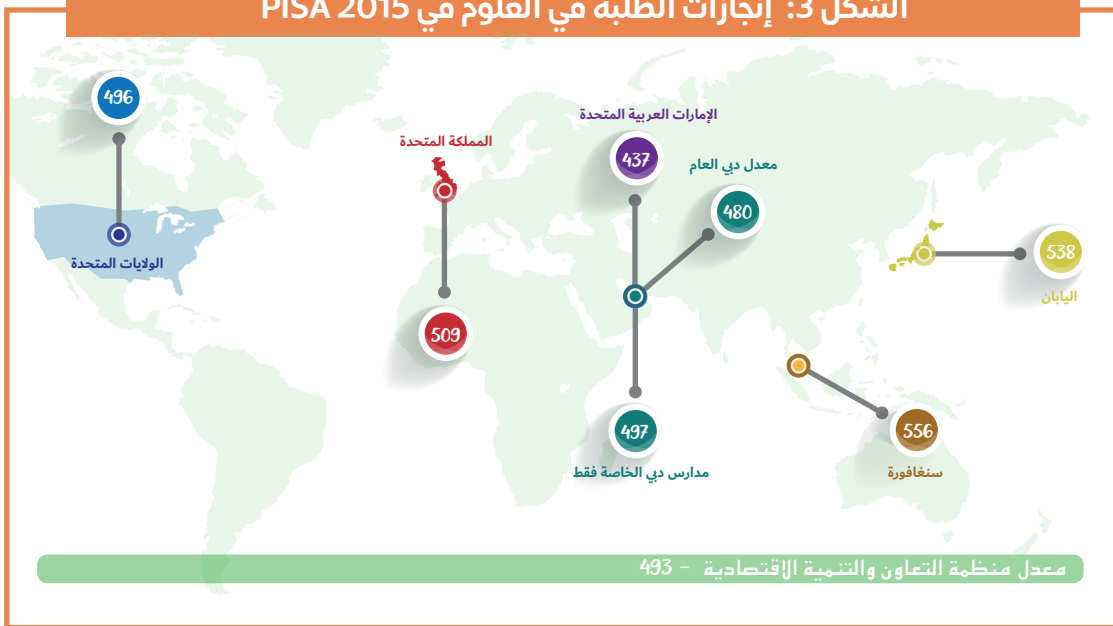 الشكل 3: إنجازات الطلبة في العلوم في PISA 2015
496
الولايات المتحدة
المملكة المتحدة
509
الإمارات العربية المتحدة
437
معدل دبي العام
480
497
مدارس دبي الخاصة فقط
538
اليابان
556
سنغافورة
معدل منظمة التعاون والتنمية الإقتصادية - 493